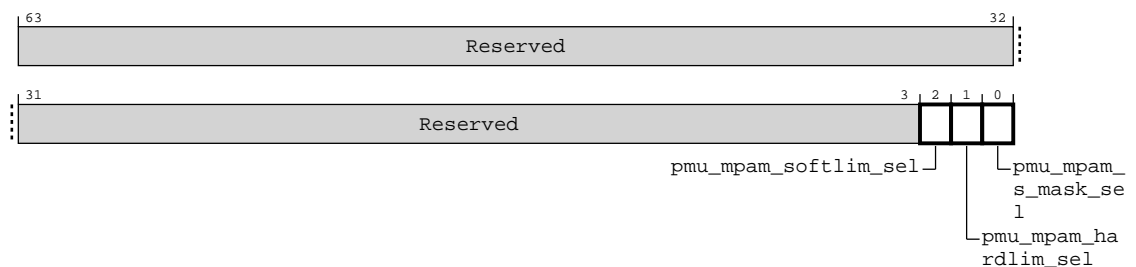 63 32
Reserved
31 3 2 1 0
Reserved
pmu_mpam_softlim_sel
pmu_mpam_
s_mask_se
l
pmu_mpam_ha
rdlim_sel